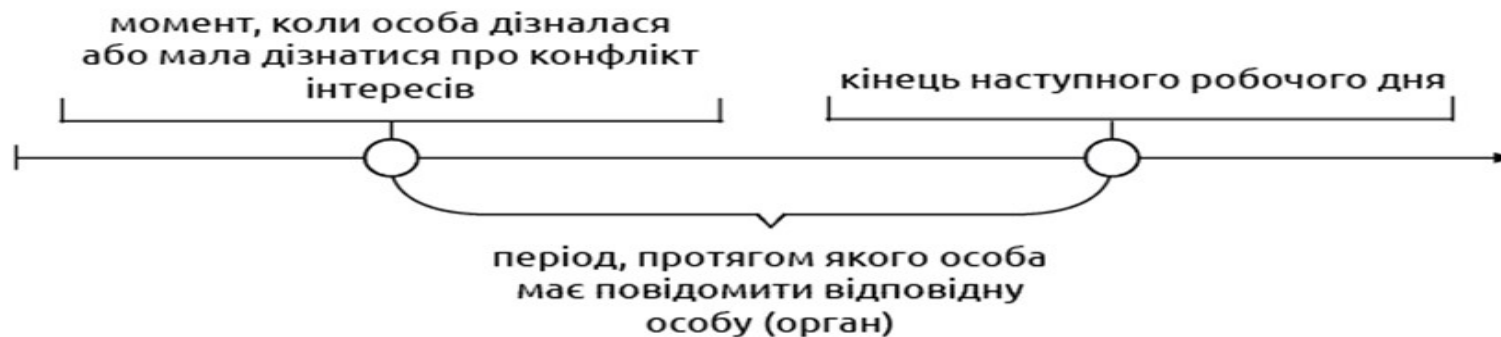 момент, коли особа дізналася
або мала дізнатися про конфлікт
інтересів
кінець наступного робочого дня
період, протягом якого особа
має повідомити відповідну
особу (орган)